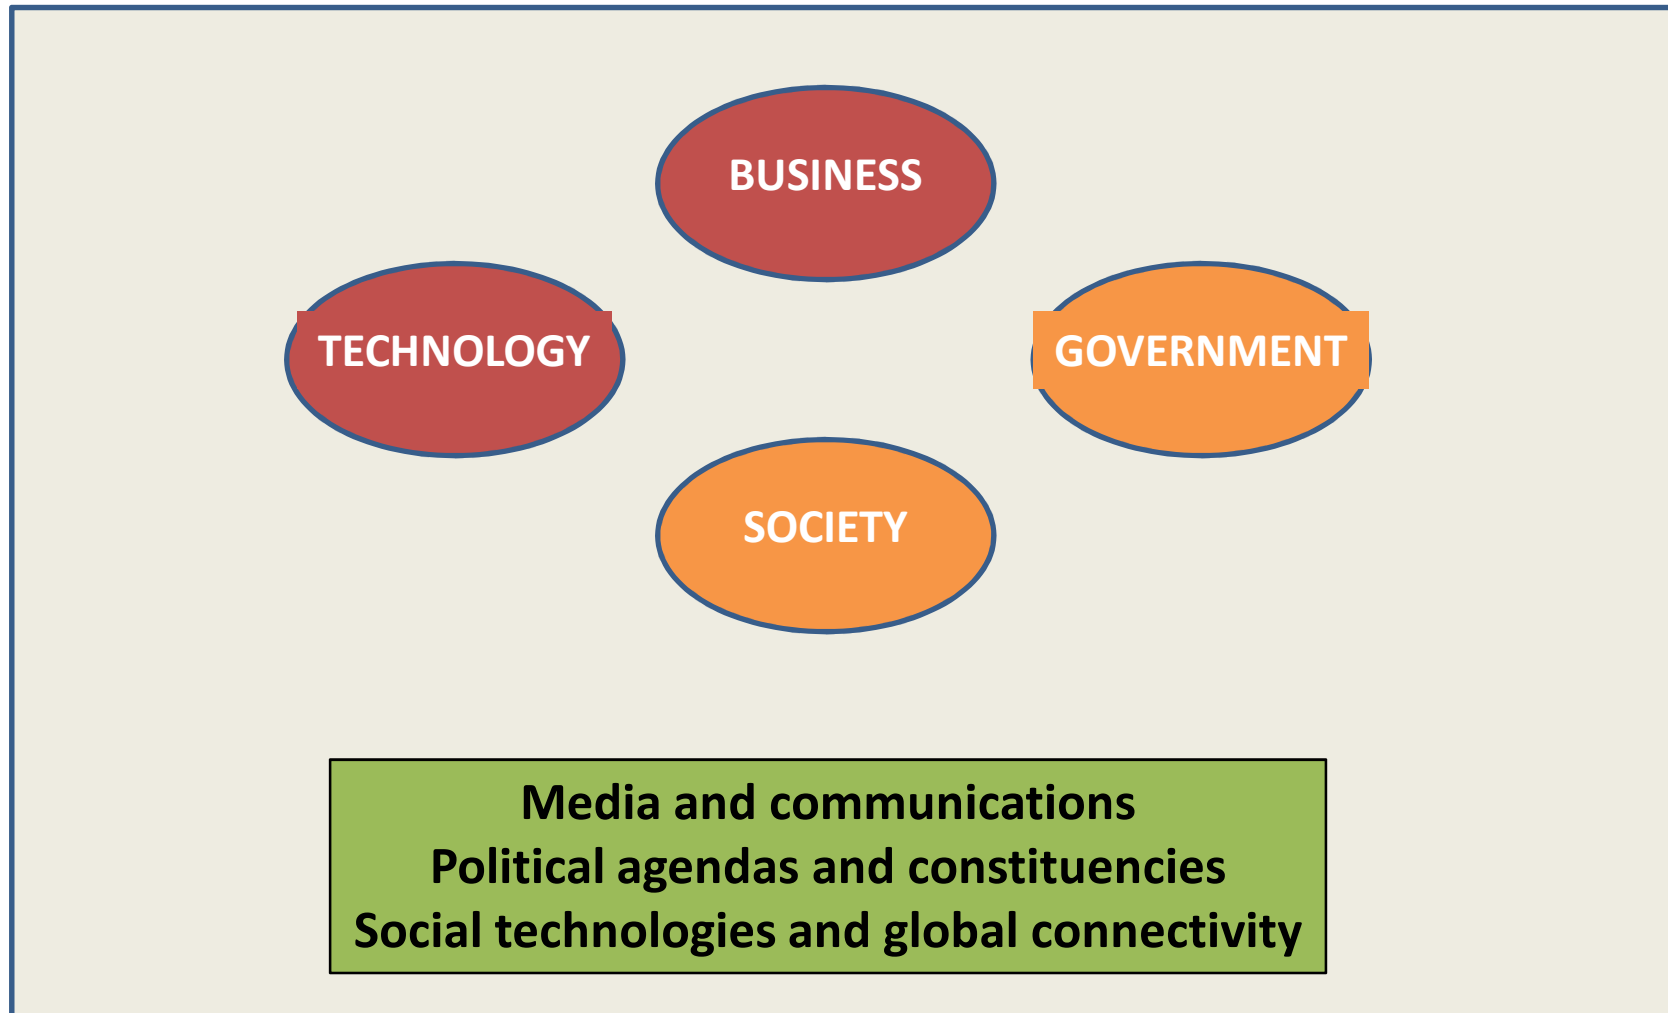 BUSINESS
TECHNOLOGY
GOVERNMENT
SOCIETY
Media and communications
Political agendas and constituencies
Social technologies and global connectivity